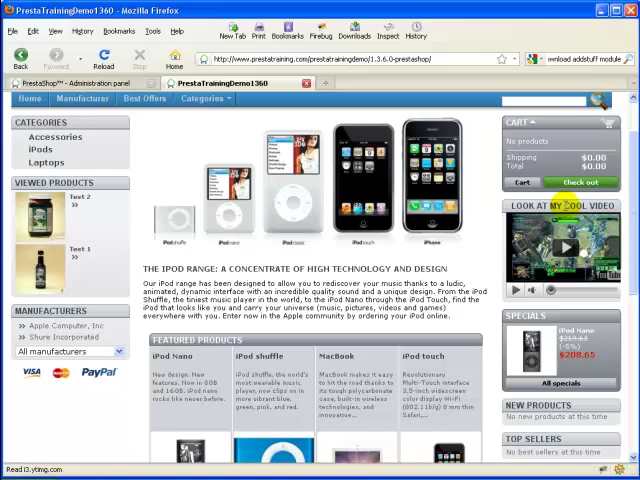 PrestaTrainingDemo1360 - Mozilla Firefox
File Edit View History Bookmarks Tools Help
New Tab Print Bookmarks Firebug Downloads Inspect History
Back Forward Reload Stop Home
http://www.prestatraining.com/prestatrainingdemo/1.3.6.0-prestashop/
wnload addstuff module
PrestaShop™ - Administration panel
PrestaTrainingDemo1360
Home Manufacturer Best Offers Categories
CATEGORIES
Accessories
iPods
Laptops
VIEWED PRODUCTS
Test 2
Test 1
MANUFACTURERS
Apple Computer, Inc
Shure Incorporated
All manufacturers
VISA PayPal
iPod shuffle iPod nano iPod classic iPod touch iPhone
THE IPOD RANGE: A CONCENTRATE OF HIGH TECHNOLOGY AND DESIGN
Our iPod range has been designed to allow you to rediscover your music thanks to a ludic,
animated, dynamic interface with an incredible quality sound and a unique design. From the iPod
Shuffle, the tiniest music player in the world, to the iPod Nano through the iPod Touch, find the
iPod that looks like you and carry your universe (music, pictures, videos and games)
everywhere with you. Enter now in the Apple community by ordering your iPod online.
FEATURED PRODUCTS
iPod Nano
New design. New
features. Now in 8GB
and 16GB. iPod nano
rocks like never before.
iPod shuffle
iPod shuffle, the world's
most wearable music
player, now clips on in
more vibrant blue,
green, pink, and red.
MacBook
MacBook makes it easy
to hit the road thanks to
its tough polycarbonate
case, built-in wireless
technologies, and
innovative...
iPod touch
Revolutionary
Multi-Touch interface
3.5-inch widescreen
color display Wi-Fi
(802.11b/g) 8 mm thin
Safari...
CART
No products
Shipping $0.00
Total $0.00
Cart Check out
LOOK AT MY COOL VIDEO
YouTube
SPECIALS
iPod Nano
(-5%)
$208.65
All specials
NEW PRODUCTS
No new products at this time
TOP SELLERS
No best sellers at this time
Read i3.ytimg.com